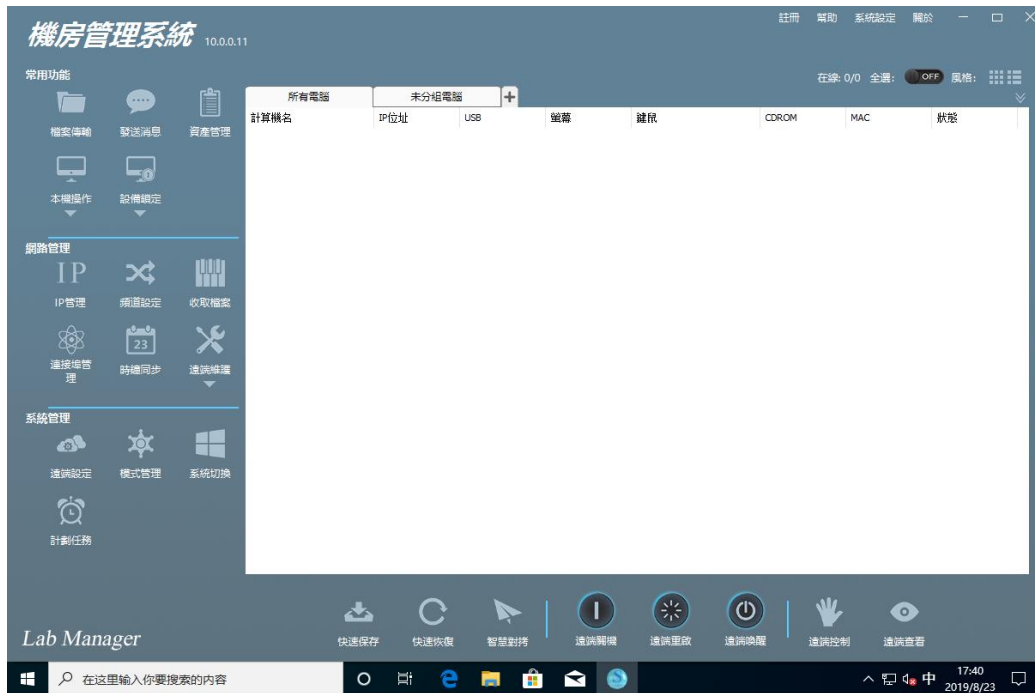 註冊 幫助 系統設定 關於
機房管理系統 10.0.0.11
常用功能
在線: 0/0 全選: OFF 風格:
檔案傳輸 發送消息 資產管理
所有電腦 未分組電腦
計算機名 IP位址 USB 螢幕 鍵鼠 CDROM MAC 狀態
本機操作 設備鎖定
網路管理
IP
IP管理 頻道設定 收取檔案
23
連接埠管
理
時鐘同步 遠端維護
系統管理
遠端設定 模式管理 系統切換
計劃任務
Lab Manager
快速保存 快速恢復 智慧對拷 遠端關機 遠端重啟 遠端喚醒 遠端控制 遠端查看
在这里输入你要搜索的内容
中
17:40
2019/8/23